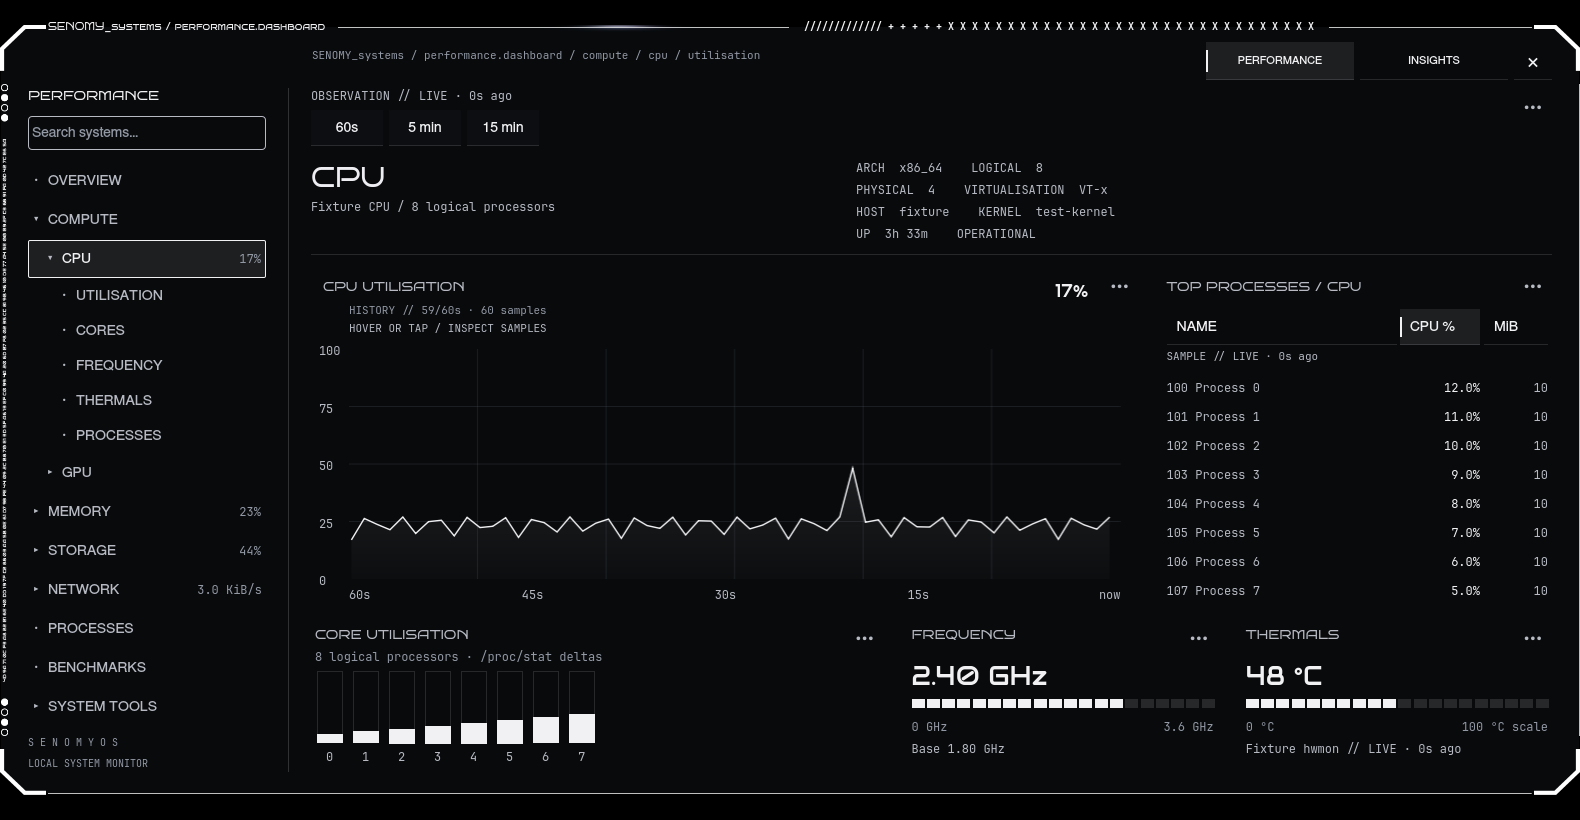 SENOMY_SYSTEMS / PERFORMANCE.DASHBOARD
///////////// + + + + + X X X X X X X X X X X X X X X X X X X X X X X X X X X X X X X
SENOMY_systems / performance.dashboard / compute / cpu / utilisation
PERFORMANCE
INSIGHTS
×
PERFORMANCE
Search systems...
OVERVIEW
COMPUTE
CPU 17%
UTILISATION
CORES
FREQUENCY
THERMALS
PROCESSES
GPU
MEMORY 23%
STORAGE 44%
NETWORK 3.0 KiB/s
PROCESSES
BENCHMARKS
SYSTEM TOOLS
SENOMYOS
LOCAL SYSTEM MONITOR
OBSERVATION // LIVE · 0s ago
60s 5 min 15 min
CPU
Fixture CPU / 8 logical processors
ARCH x86_64 LOGICAL 8
PHYSICAL 4 VIRTUALISATION VT-x
HOST fixture KERNEL test-kernel
UP 3h 33m OPERATIONAL
CPU UTILISATION
17%
HISTORY // 59/60s · 60 samples
HOVER OR TAP / INSPECT SAMPLES
100
75
50
25
0
60s 45s 30s 15s now
TOP PROCESSES / CPU
NAME CPU % MiB
SAMPLE // LIVE · 0s ago
100 Process 0 12.0% 10
101 Process 1 11.0% 10
102 Process 2 10.0% 10
103 Process 3 9.0% 10
104 Process 4 8.0% 10
105 Process 5 7.0% 10
106 Process 6 6.0% 10
107 Process 7 5.0% 10
CORE UTILISATION
8 logical processors · /proc/stat deltas
0 1 2 3 4 5 6 7
FREQUENCY
2.40 GHz
0 GHz 3.6 GHz
Base 1.80 GHz
THERMALS
48 °C
0 °C 100 °C scale
Fixture hwmon // LIVE · 0s ago